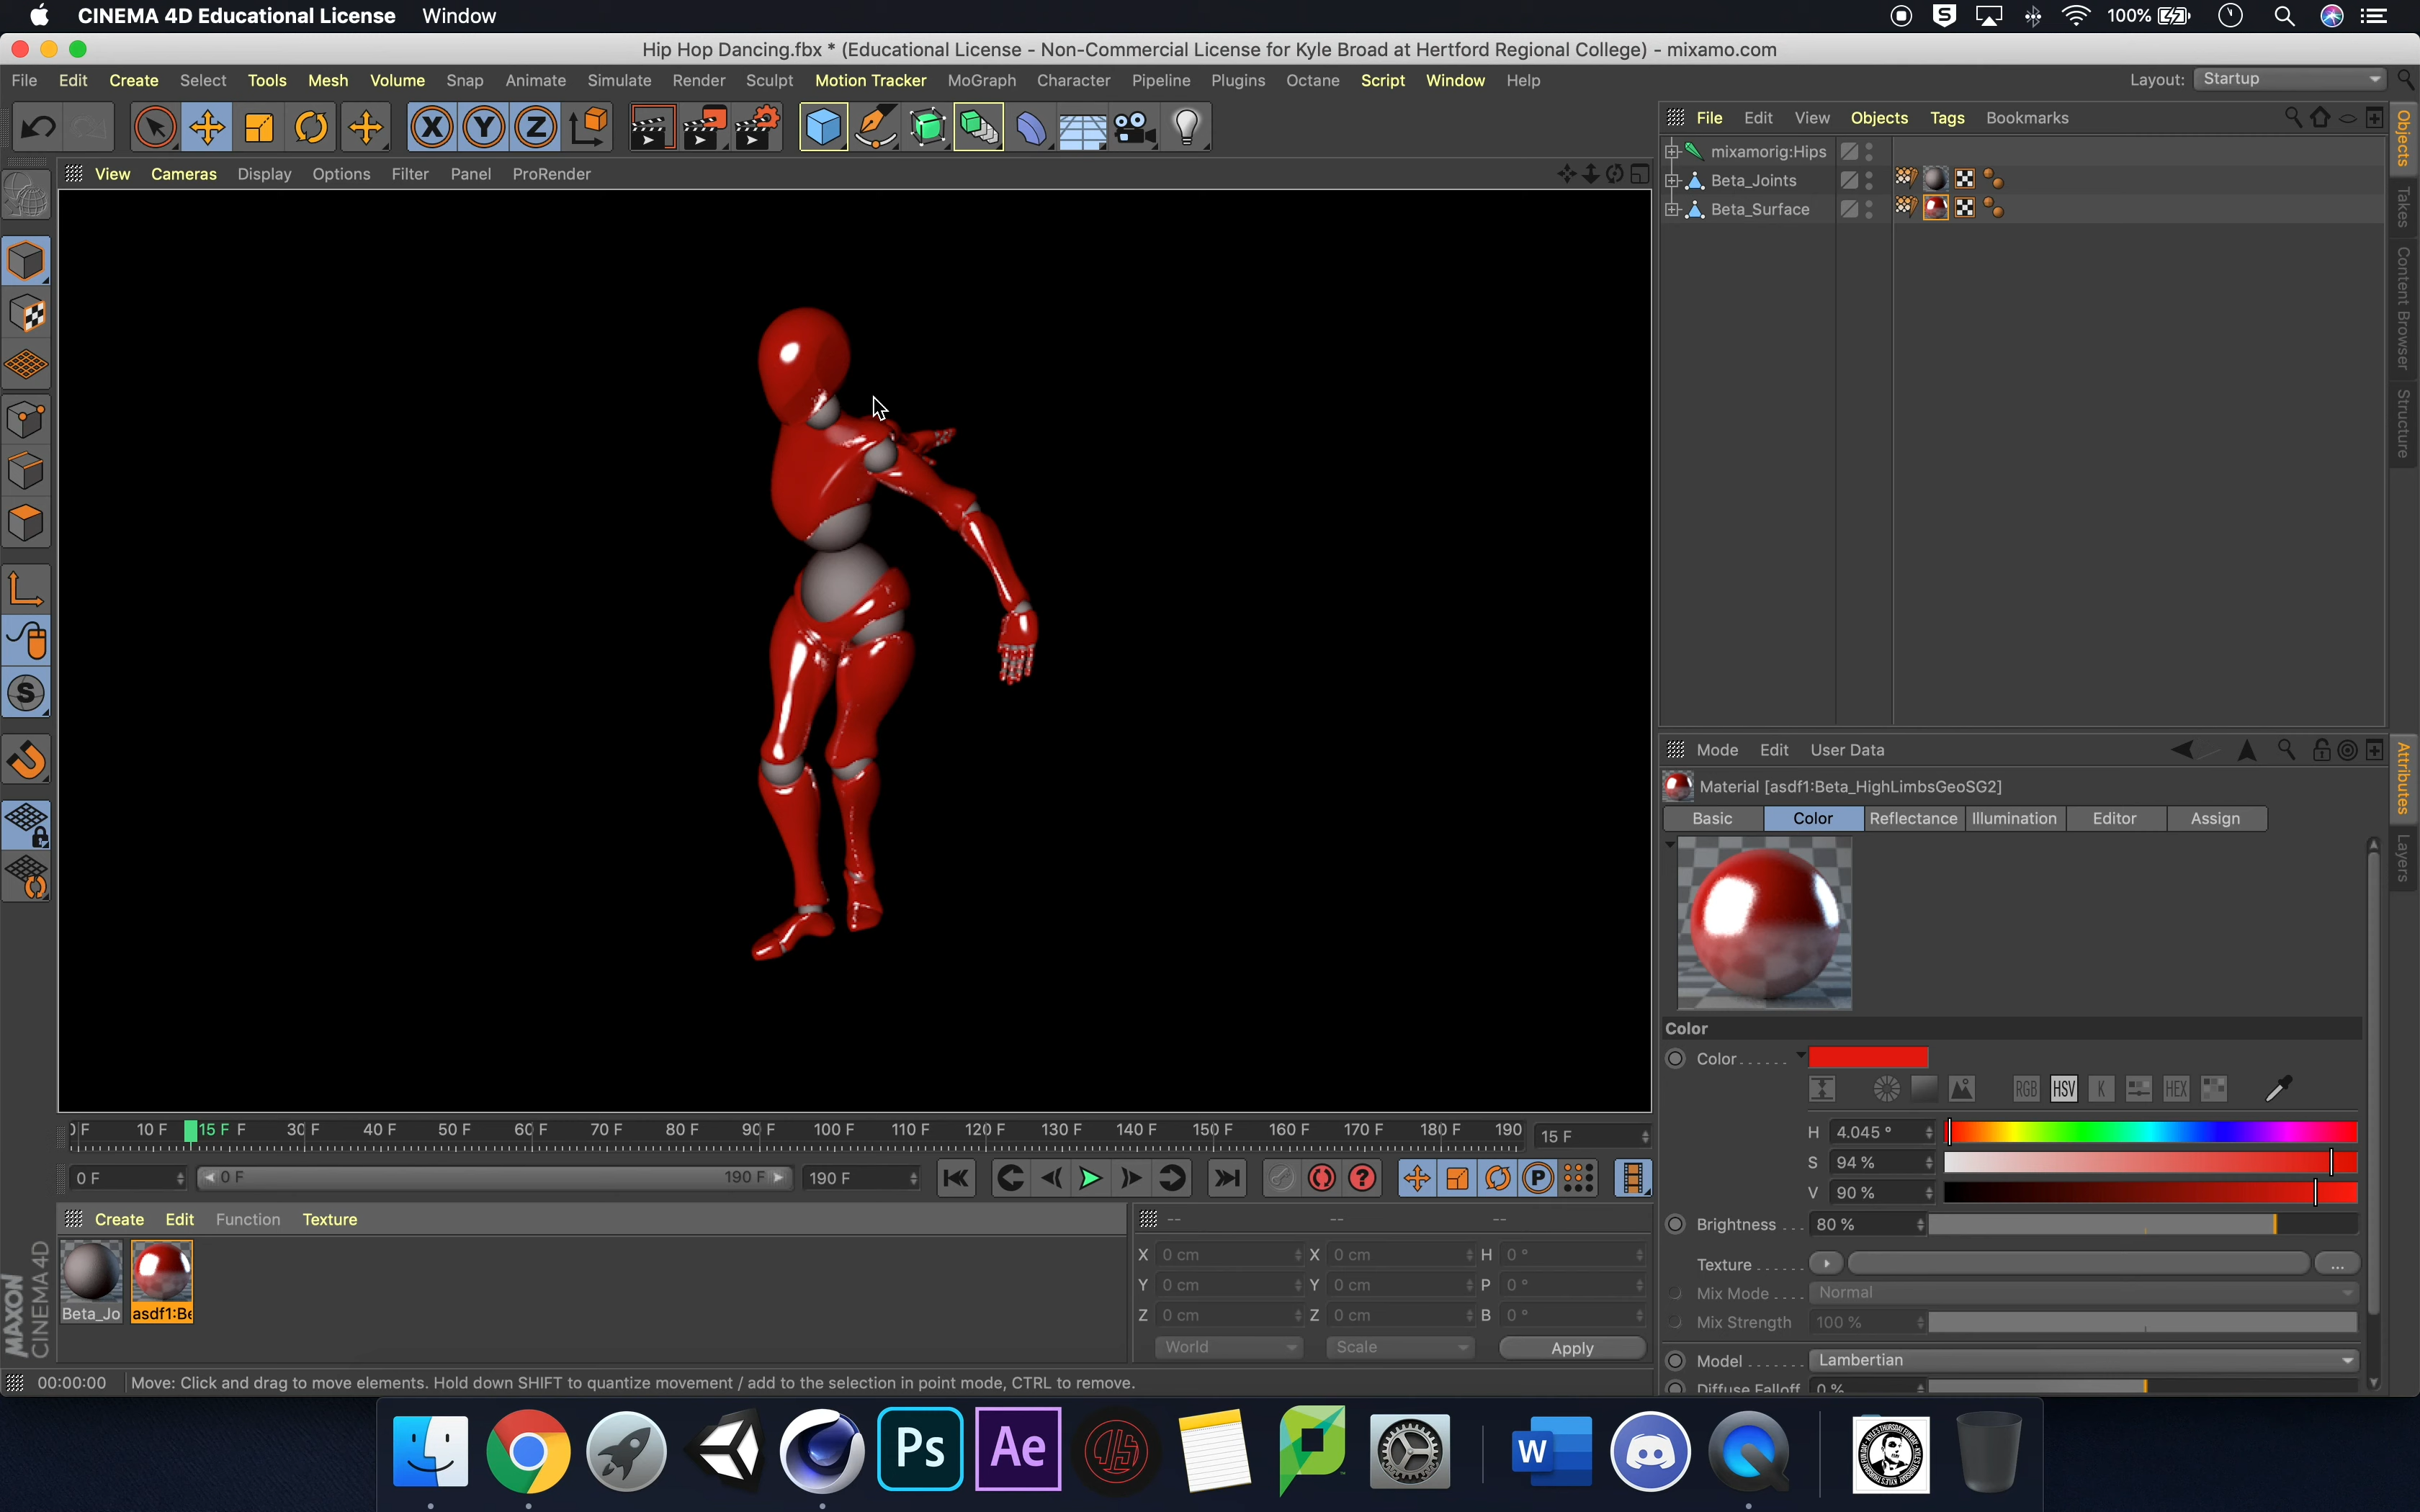 CINEMA 4D Educational License Window 100%
Hip Hop Dancing.fbx * (Educational License - Non-Commercial License for Kyle Broad at Hertford Regional College) - mixamo.com
File Edit Create Select Tools Mesh Volume Snap Animate Simulate Render Sculpt Motion Tracker MoGraph Character Pipeline Plugins Octane Script Window Help Layout: Startup
X Y Z
File Edit View Objects Tags Bookmarks
View Cameras Display Options Filter Panel ProRender
mixamorig:Hips
Beta_Joints
Beta_Surface
Objects
Takes
Content Browser
Structure
Mode Edit User Data
Material [asdf1:Beta_HighLimbsGeoSG2]
Basic Color Reflectance Illumination Editor Assign
Attributes
Layers
Color
Color
RGB HSV K HEX
H 4.045 °
S 94 %
V 90 %
Brightness 80 %
Texture ...
Mix Mode Normal
Mix Strength 100 %
Model Lambertian
Diffuse Falloff 0 %
10 F 15 F F 30 F 40 F 50 F 60 F 70 F 80 F 90 F 100 F 110 F 120 F 130 F 140 F 150 F 160 F 170 F 180 F 190 15 F
0 F 0 F 190 F 190 F P
Create Edit Function Texture
-- -- --
X 0 cm X 0 cm H 0 °
Y 0 cm Y 0 cm P 0 °
Z 0 cm Z 0 cm B 0 °
World Scale Apply
Beta_Jo asdf1:Be
MAXON
CINEMA 4D
00:00:00 Move: Click and drag to move elements. Hold down SHIFT to quantize movement / add to the selection in point mode, CTRL to remove.
Ps Ae W